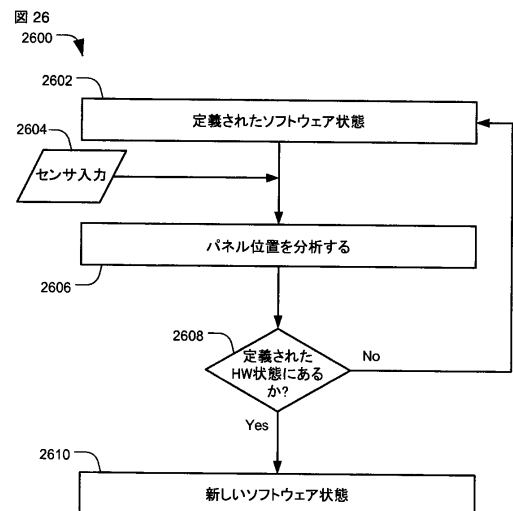 図 26
2600
2602
定義されたソフトウェア状態
2604
センサ入力
パネル位置を分析する
2606
2608
定義された
HW状態にある
か?
No
Yes
2610
新しいソフトウェア状態